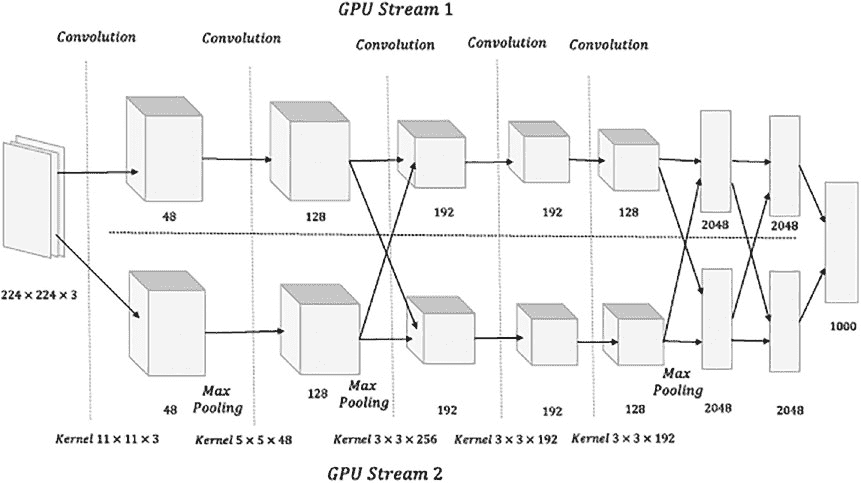 GPU Stream 1
Convolution
Convolution
Convolution
Convolution
Convolution
48
128
192
192
128
2048
2048
224 × 224 × 3
1000
48
Max
Pooling
128
Max
Pooling
192
192
128
Max
Pooling
2048
2048
Kernel 11 × 11 × 3
Kernel 5 × 5 × 48
Kernel 3 × 3 × 256
Kernel 3 × 3 × 192
Kernel 3 × 3 × 192
GPU Stream 2